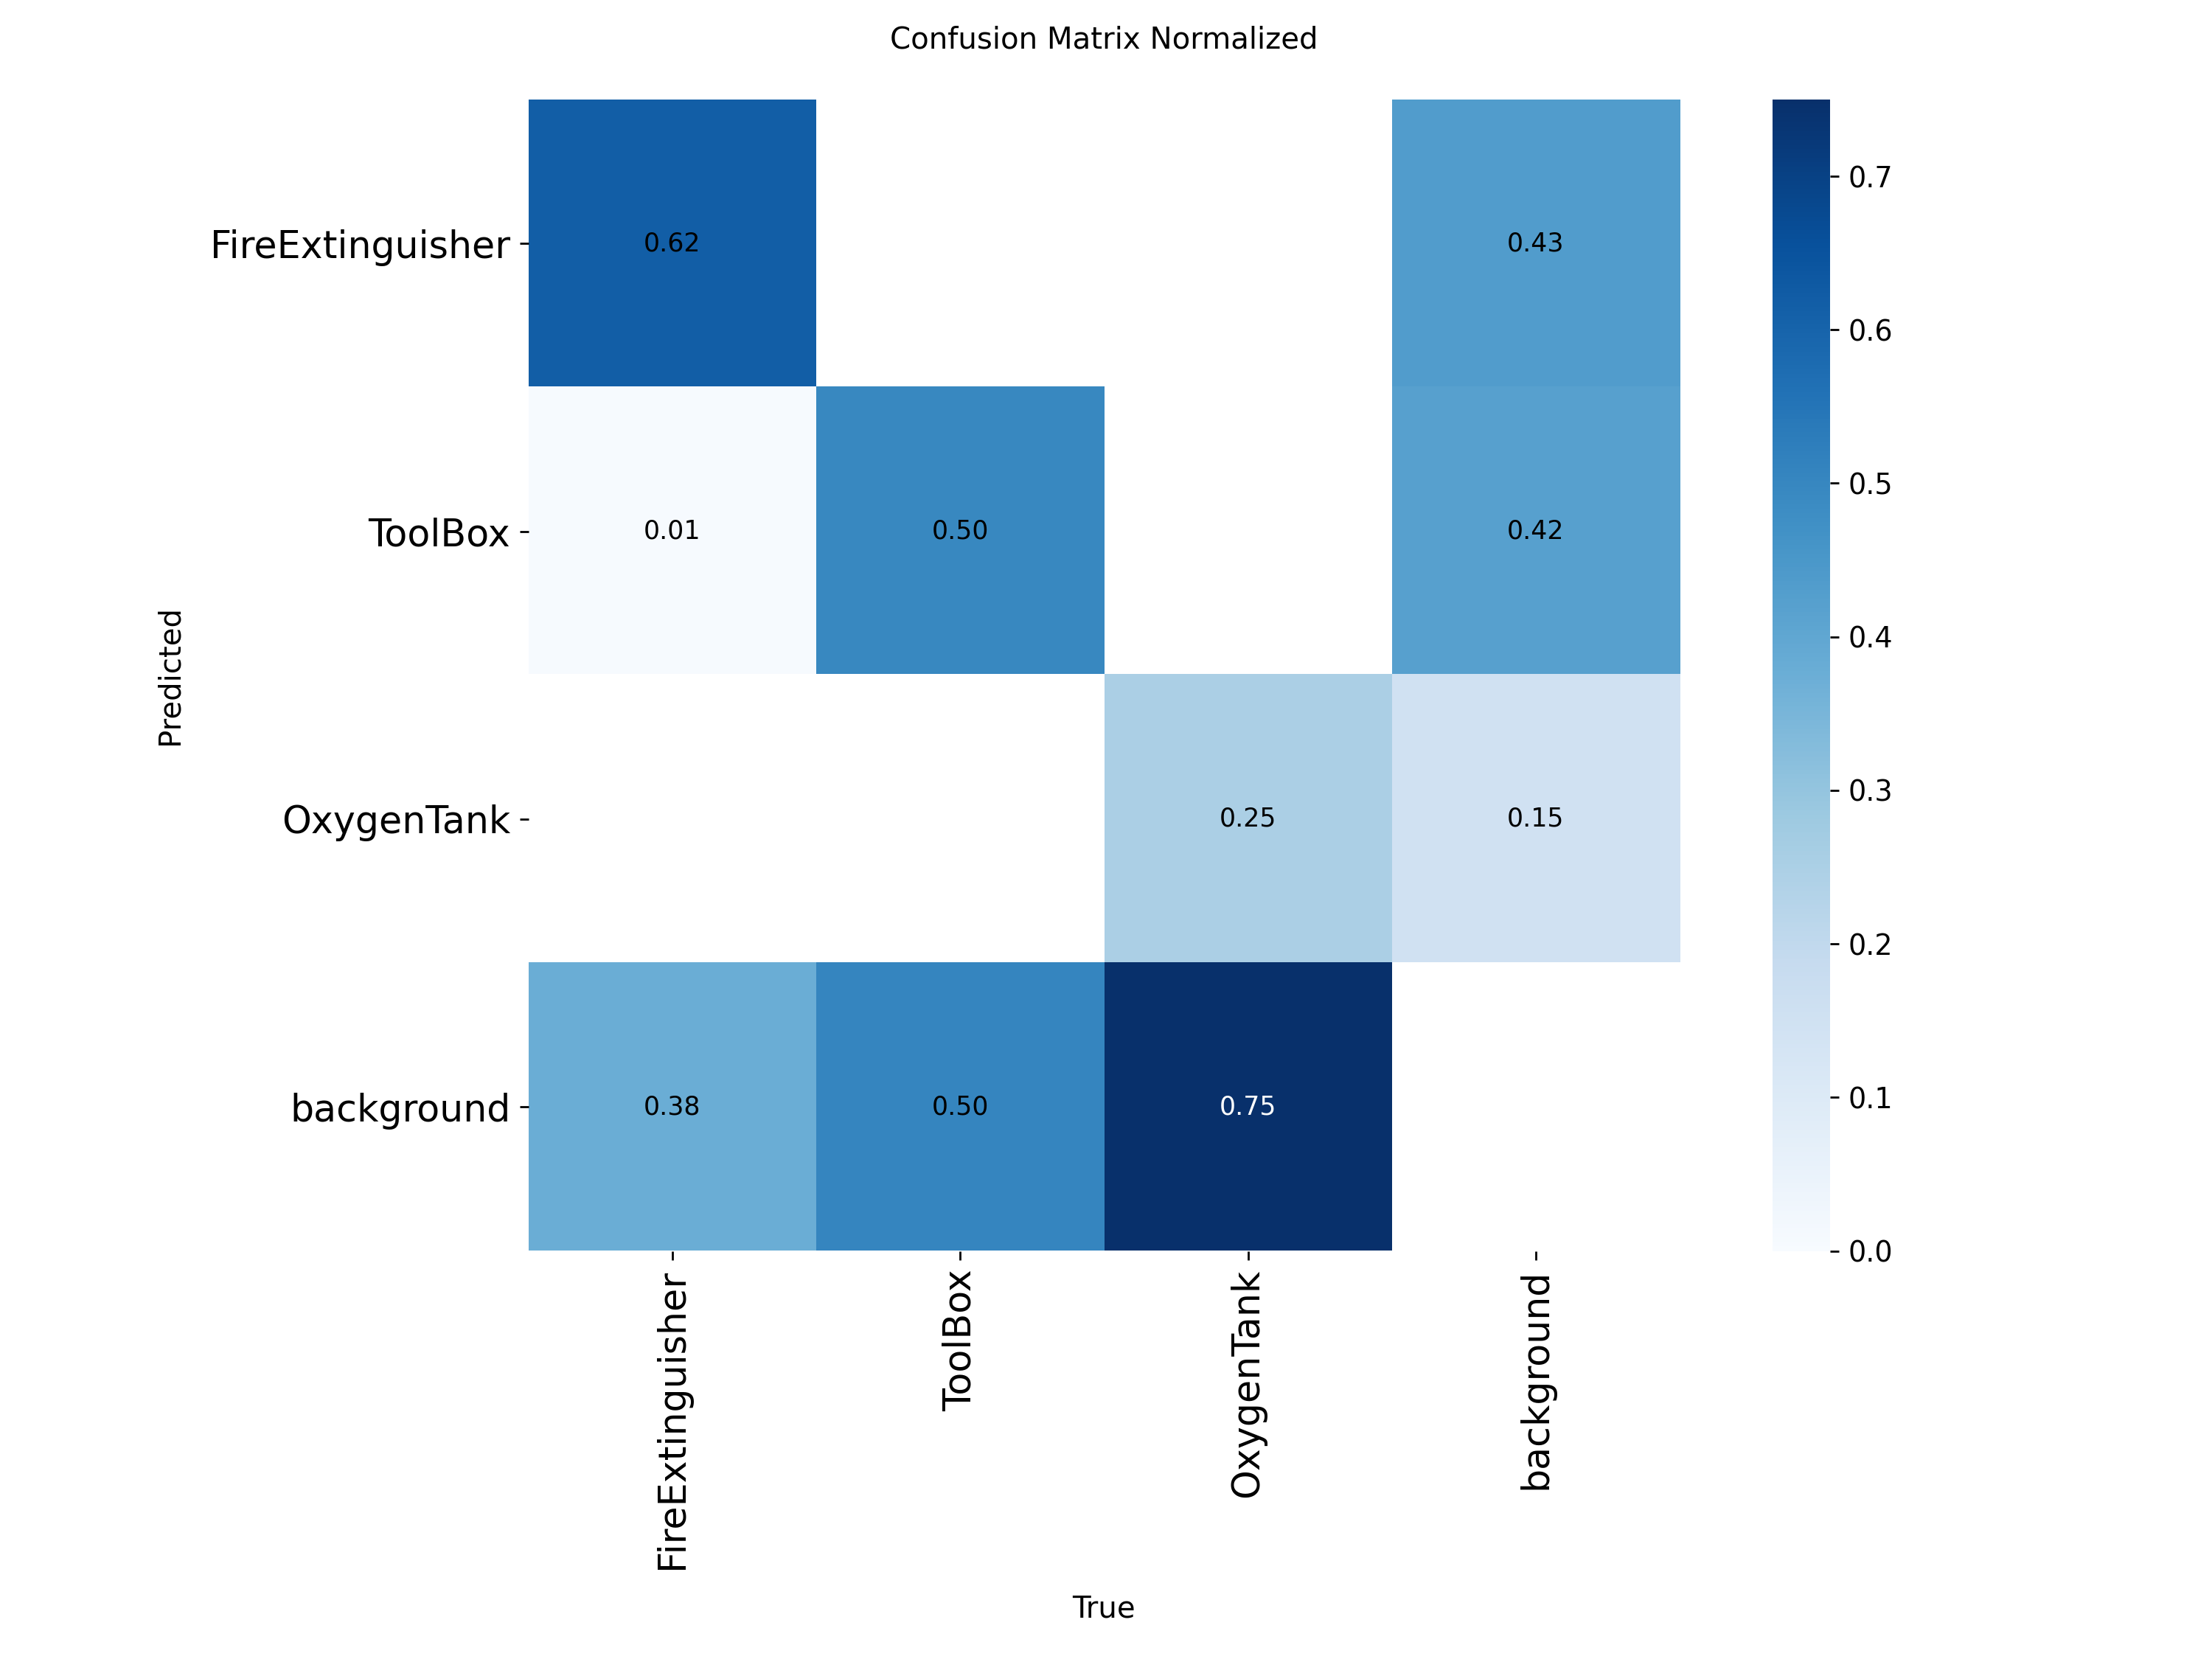 Confusion Matrix Normalized
FireExtinguisher
0.62
0.43
ToolBox
0.01
0.50
0.42
OxygenTank
0.25
0.15
background
0.38
0.50
0.75
Predicted
FireExtinguisher
ToolBox
OxygenTank
background
True
0.7
0.6
0.5
0.4
0.3
0.2
0.1
0.0